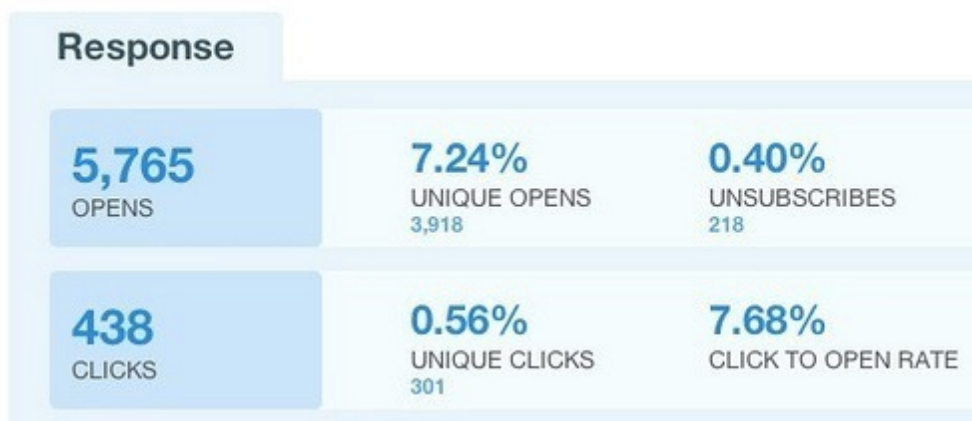 Response
5,765
OPENS
7.24%
UNIQUE OPENS
3,918
0.40%
UNSUBSCRIBES
218
438
CLICKS
0.56%
UNIQUE CLICKS
301
7.68%
CLICK TO OPEN RATE